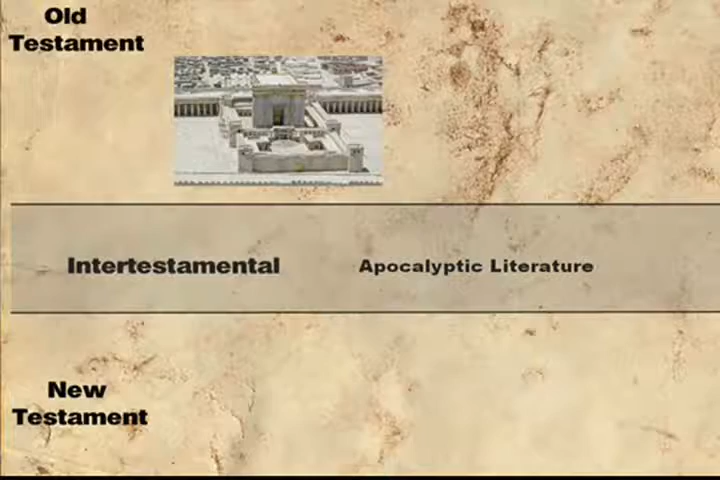 Old
Testament
Intertestamental
Apocalyptic Literature
New
Testament